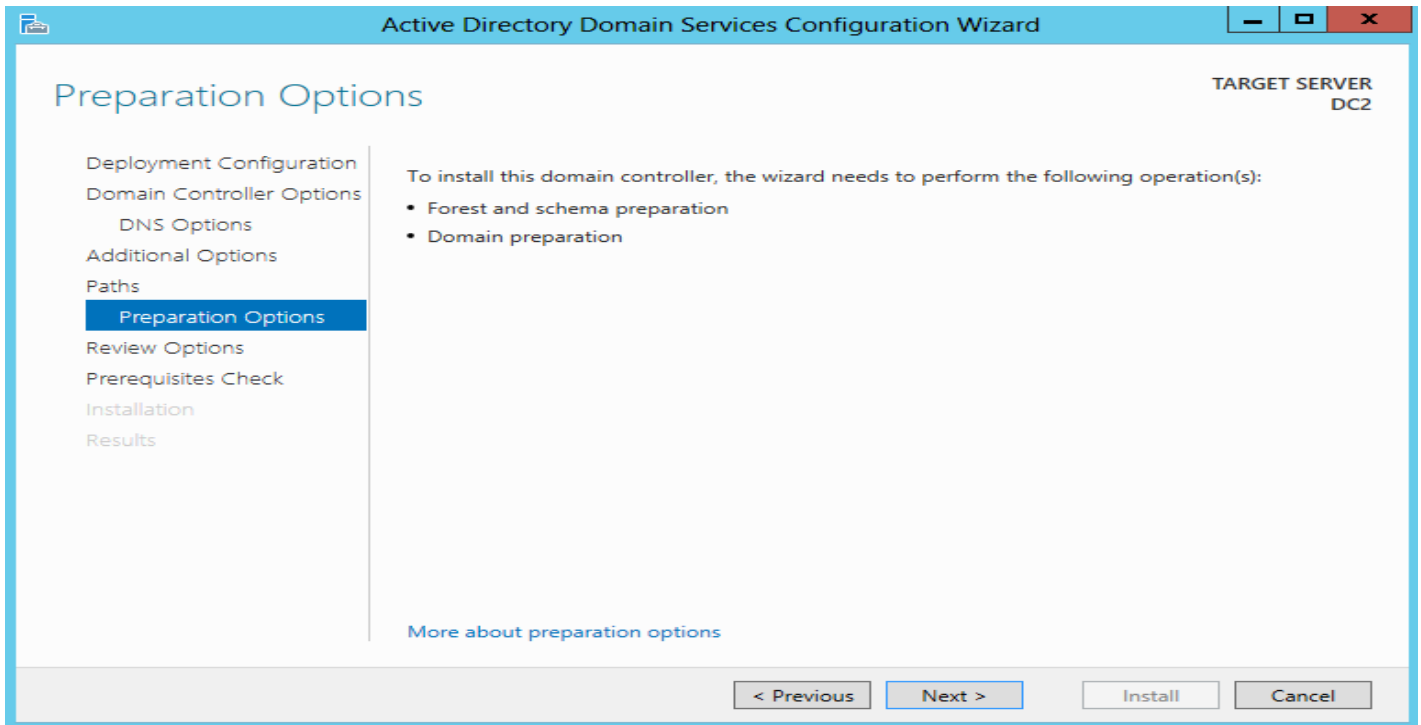 Active Directory Domain Services Configuration Wizard
Preparation Options
TARGET SERVER
DC2
Deployment Configuration
Domain Controller Options
DNS Options
Additional Options
Paths
Preparation Options
Review Options
Prerequisites Check
Installation
Results
To install this domain controller, the wizard needs to perform the following operation(s):
• Forest and schema preparation
• Domain preparation
More about preparation options
< Previous
Next >
Install
Cancel